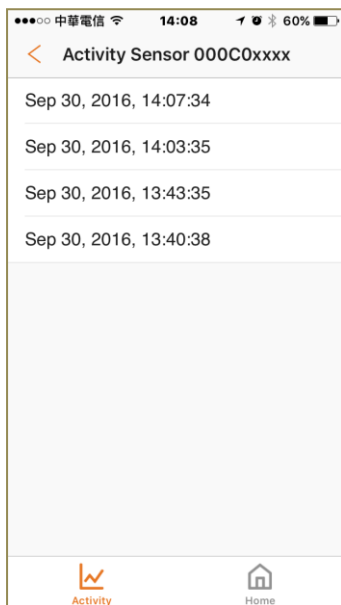 中華電信 14:08 60%
Activity Sensor 000C0xxxx
Sep 30, 2016, 14:07:34
Sep 30, 2016, 14:03:35
Sep 30, 2016, 13:43:35
Sep 30, 2016, 13:40:38
Activity Home